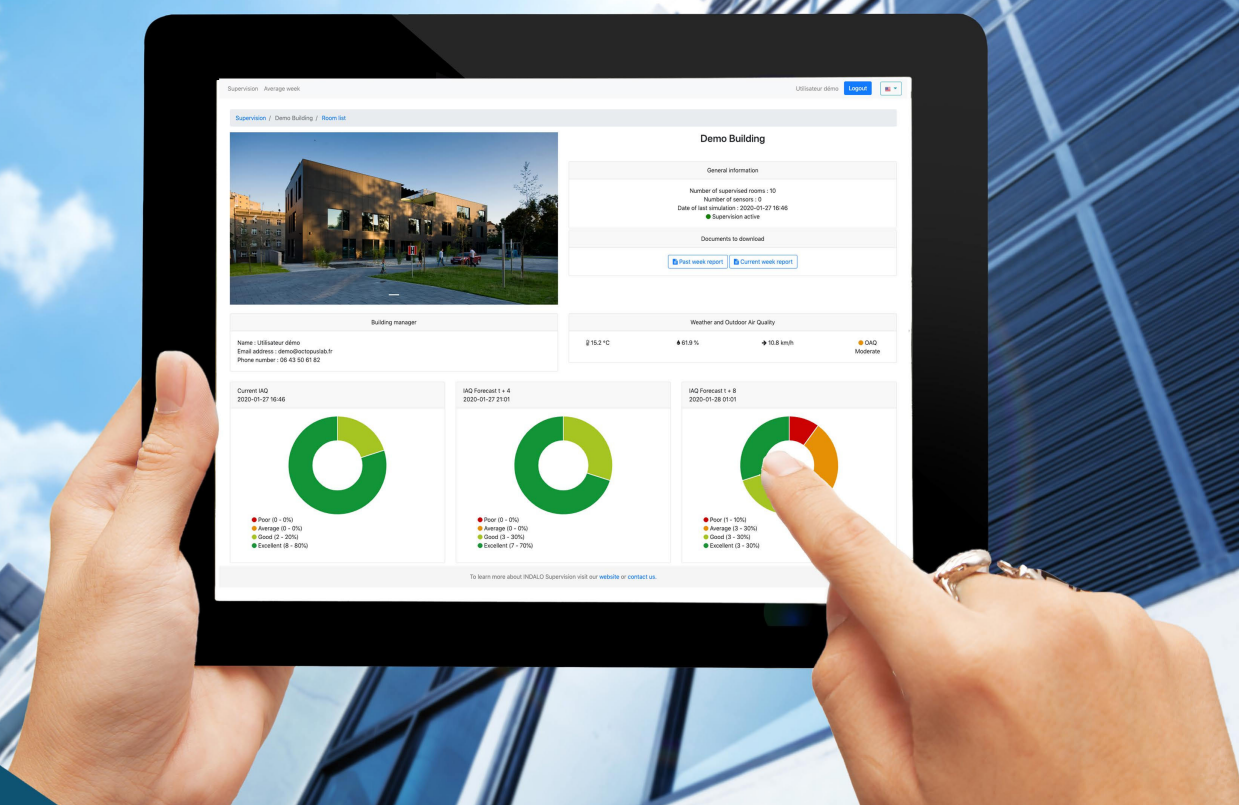 Supervision Average week
Utilisateur démo Logout
Supervision / Demo Building / Room list
Demo Building
General information
Number of supervised rooms : 10
Number of sensors : 0
Date of last simulation : 2020-01-27 16:46
Supervision active
Documents to download
Past week report Current week report
Building manager
Name : Utilisateur démo
Email address : demo@octopuslab.fr
Phone number : 06 43 50 61 82
Weather and Outdoor Air Quality
15.2 °C 61.9 % 10.8 km/h OAQ
Moderate
Current IAQ
2020-01-27 16:46
Poor (0 - 0%)
Average (0 - 0%)
Good (2 - 20%)
Excellent (8 - 80%)
IAQ Forecast t + 4
2020-01-27 21:01
Poor (0 - 0%)
Average (0 - 0%)
Good (3 - 30%)
Excellent (7 - 70%)
IAQ Forecast t + 8
2020-01-28 01:01
Poor (1 - 10%)
Average (3 - 30%)
Good (3 - 30%)
Excellent (3 - 30%)
To learn more about INDALO Supervision visit our website or contact us.